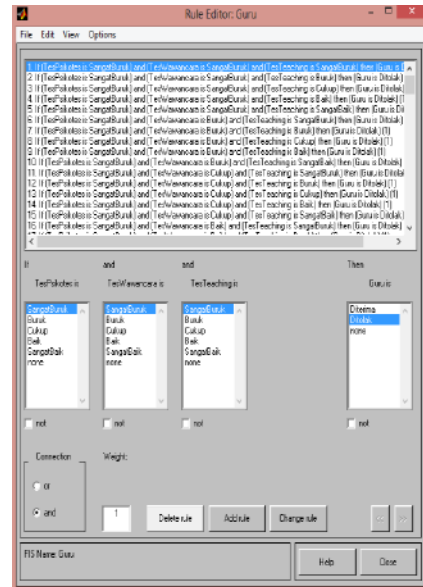 Rule Editor: Guru
File Edit View Options
1. If (TesPsikotes is SangatBuruk) and (TesWawancara is SangatBuruk) and (TesTeaching is SangatBuruk) then (Guru is D
2. If (TesPsikotes is SangatBuruk) and (TesWawancara is SangatBuruk) and (TesTeaching is Buruk) then (Guru is Ditolak)
3. If (TesPsikotes is SangatBuruk) and (TesWawancara is SangatBuruk) and (TesTeaching is Cukup) then (Guru is Ditolak)
4. If (TesPsikotes is SangatBuruk) and (TesWawancara is SangatBuruk) and (TesTeaching is Baik) then (Guru is Ditolak) (1
5. If (TesPsikotes is SangatBuruk) and (TesWawancara is SangatBuruk) and (TesTeaching is SangatBaik) then (Guru is Dit
6. If (TesPsikotes is SangatBuruk) and (TesWawancara is Buruk) and (TesTeaching is SangatBuruk) then (Guru is Ditolak)
7. If (TesPsikotes is SangatBuruk) and (TesWawancara is Buruk) and (TesTeaching is Buruk) then (Guru is Ditolak) (1)
8. If (TesPsikotes is SangatBuruk) and (TesWawancara is Buruk) and (TesTeaching is Cukup) then (Guru is Ditolak) (1)
9. If (TesPsikotes is SangatBuruk) and (TesWawancara is Buruk) and (TesTeaching is Baik) then (Guru is Ditolak) (1)
10. If (TesPsikotes is SangatBuruk) and (TesWawancara is Buruk) and (TesTeaching is SangatBaik) then (Guru is Ditolak)
11. If (TesPsikotes is SangatBuruk) and (TesWawancara is Cukup) and (TesTeaching is SangatBuruk) then (Guru is Ditolak
12. If (TesPsikotes is SangatBuruk) and (TesWawancara is Cukup) and (TesTeaching is Buruk) then (Guru is Ditolak) (1)
13. If (TesPsikotes is SangatBuruk) and (TesWawancara is Cukup) and (TesTeaching is Cukup) then (Guru is Ditolak) (1)
14. If (TesPsikotes is SangatBuruk) and (TesWawancara is Cukup) and (TesTeaching is Baik) then (Guru is Ditolak) (1)
15. If (TesPsikotes is SangatBuruk) and (TesWawancara is Cukup) and (TesTeaching is SangatBaik) then (Guru is Ditolak)
16. If (TesPsikotes is SangatBuruk) and (TesWawancara is Baik) and (TesTeaching is SangatBuruk) then (Guru is Ditolak)
If and and Then
TesPsikotes is TesWawancara is TesTeaching is Guru is
SangatBuruk SangatBuruk SangatBuruk Diterima
Buruk Buruk Buruk Ditolak
Cukup Cukup Cukup none
Baik Baik Baik
SangatBaik SangatBaik SangatBaik
none none none
not not not not
Connection Weight:
or
and 1 Delete rule Add rule Change rule << >>
FIS Name: Guru
Help Close